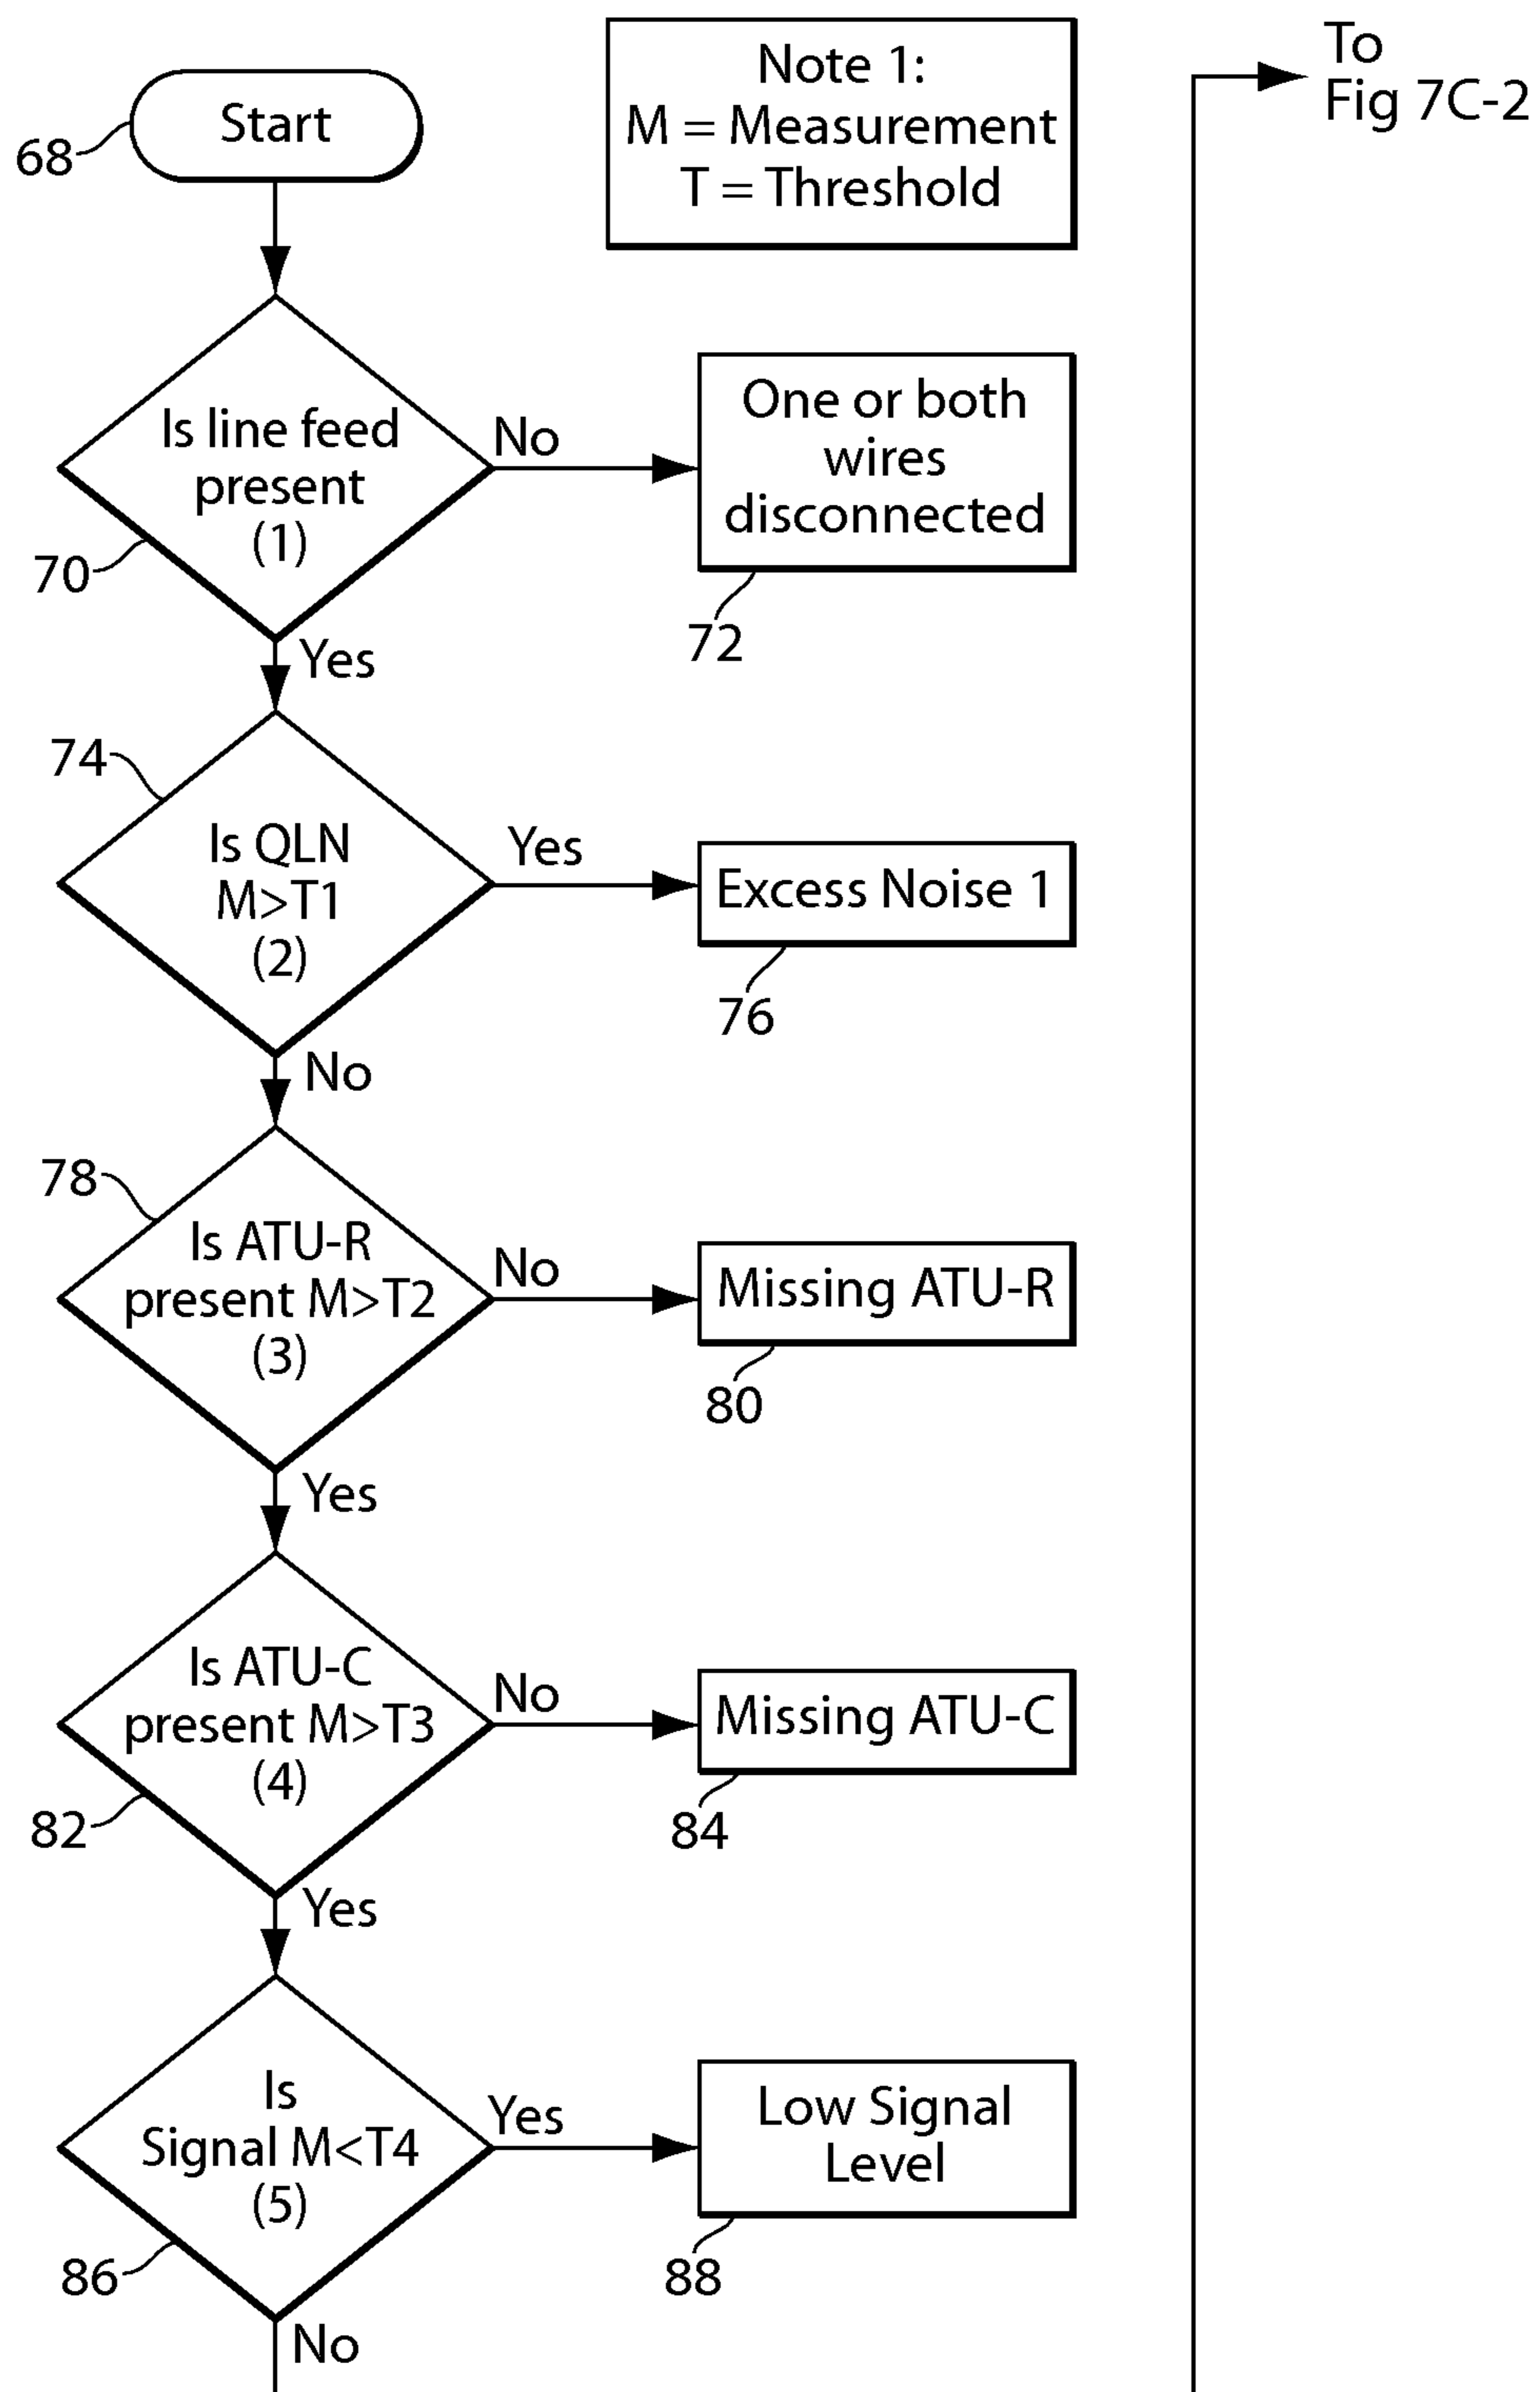 Start
68
Note 1:
M = Measurement
T = Threshold
To
Fig 7C-2
Is line feed
present
(1)
70
No
One or both
wires
disconnected
72
Yes
74
Is QLN
M>T1
(2)
Yes
Excess Noise 1
76
No
78
Is ATU-R
present M>T2
(3)
No
Missing ATU-R
80
Yes
Is ATU-C
present M>T3
(4)
82
No
Missing ATU-C
84
Yes
Is
Signal M<T4
(5)
86
Yes
Low Signal
Level
88
No